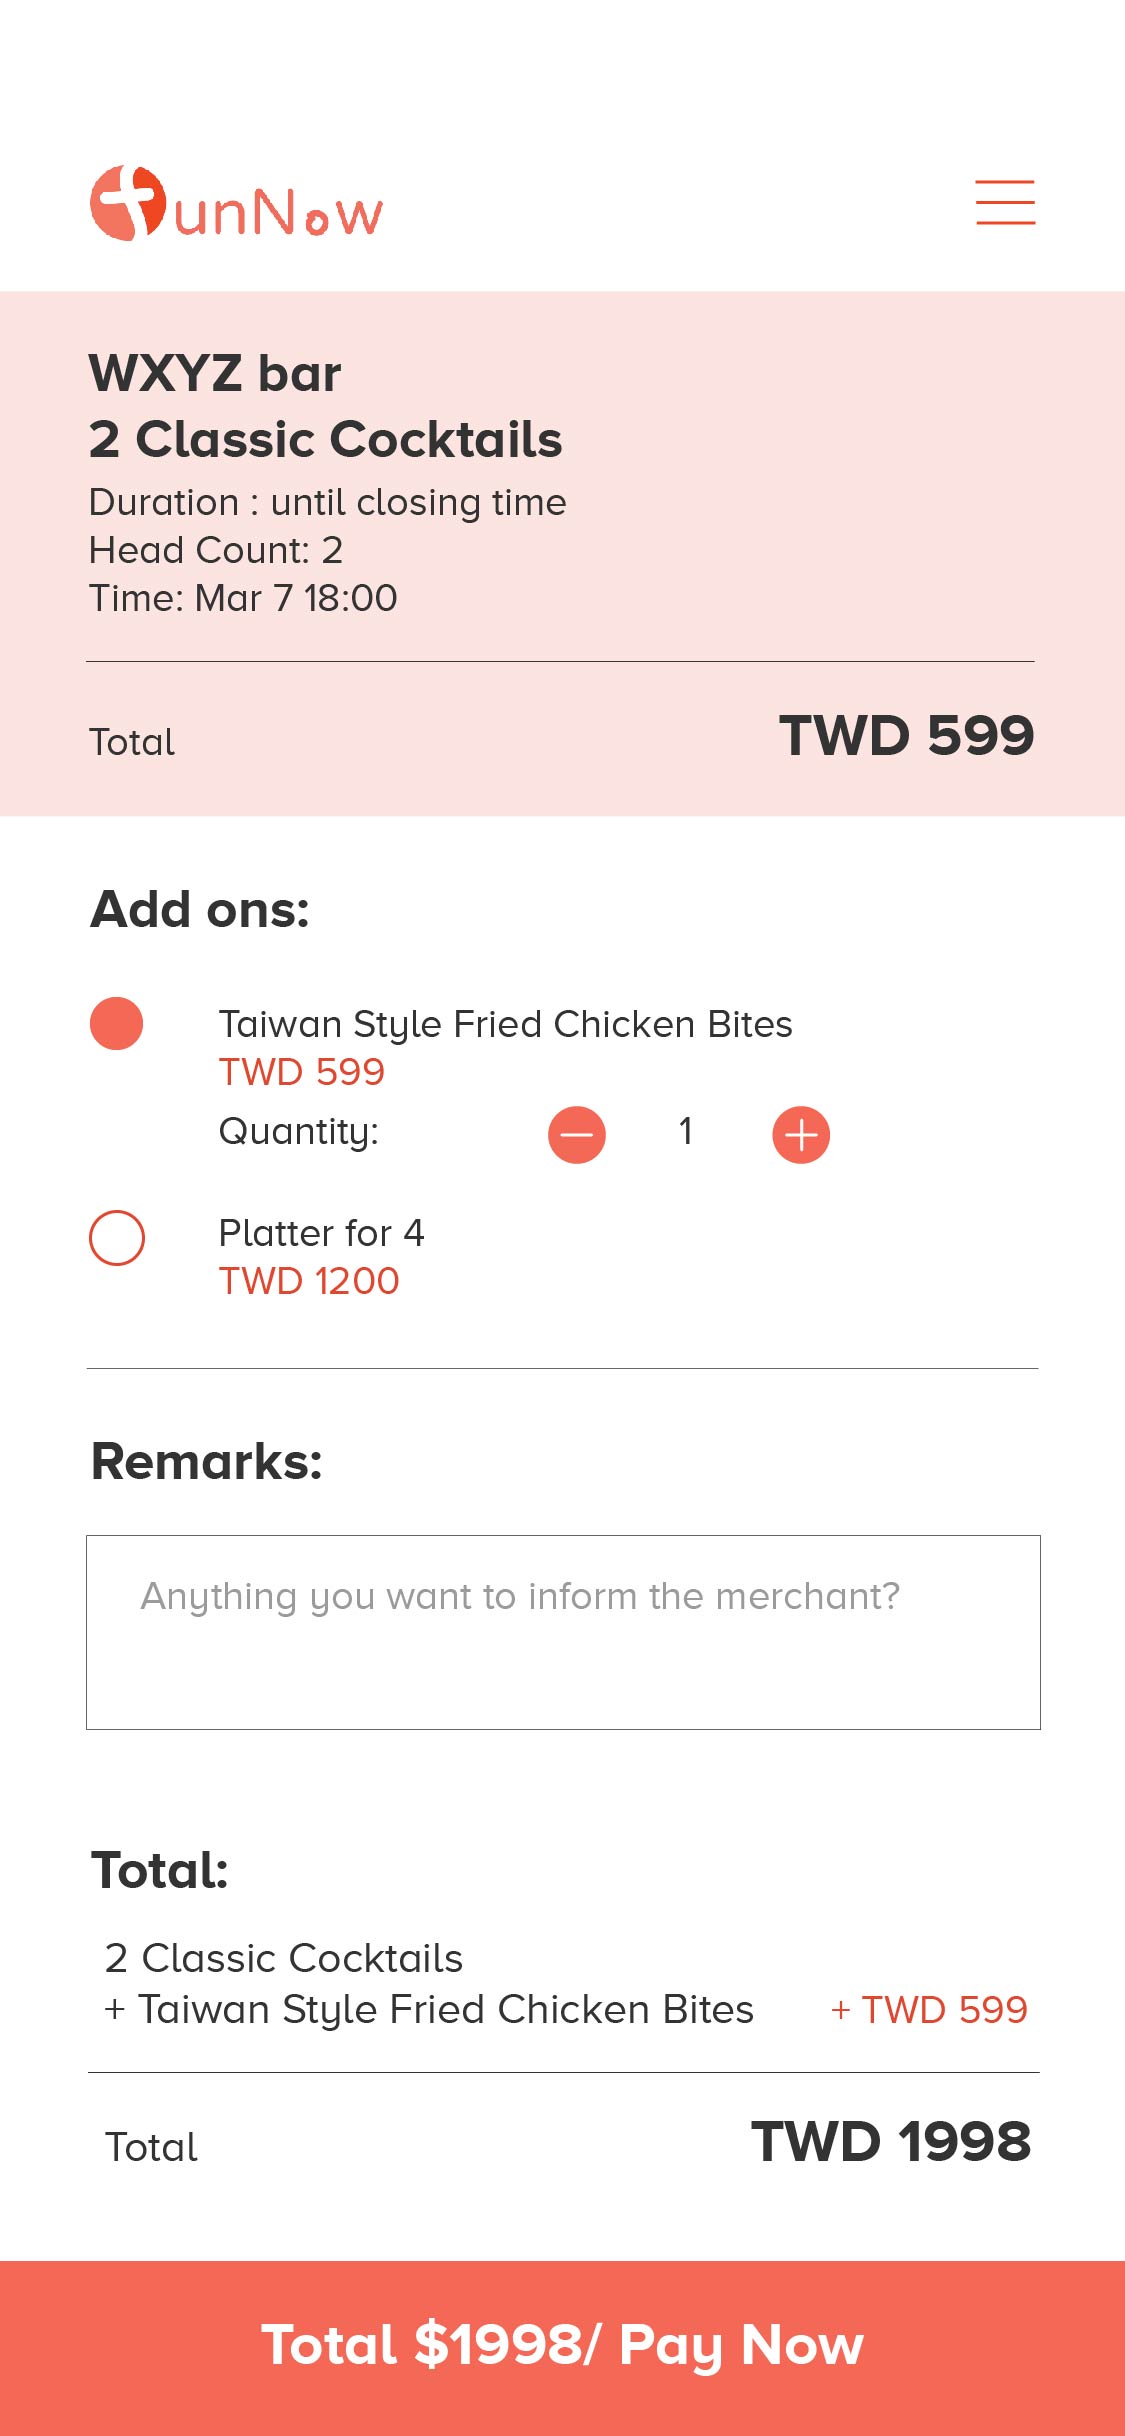 funNow
WXYZ bar
2 Classic Cocktails
Duration : until closing time
Head Count: 2
Time: Mar 7 18:00
Total TWD 599
Add ons:
Taiwan Style Fried Chicken Bites
TWD 599
Quantity: − 1 +
Platter for 4
TWD 1200
Remarks:
Anything you want to inform the merchant?
Total:
2 Classic Cocktails
+ Taiwan Style Fried Chicken Bites + TWD 599
Total TWD 1998
Total $1998/ Pay Now